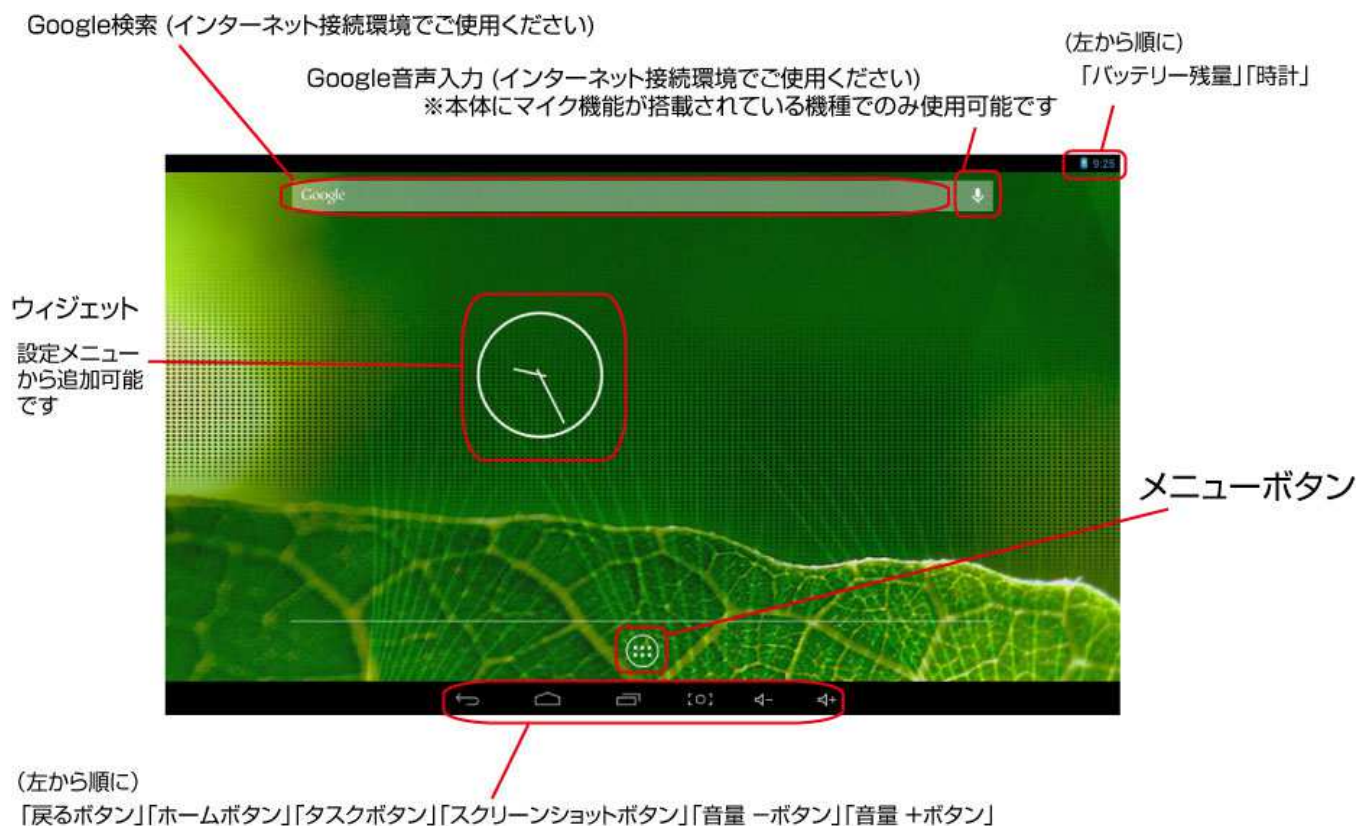 Google検索 (インターネット接続環境でご使用ください)
(左から順に)
「バッテリー残量」「時計」
Google音声入力 (インターネット接続環境でご使用ください)
※本体にマイク機能が搭載されている機種でのみ使用可能です
9:25
Google
ウィジェット
設定メニュー
から追加可能
です
メニューボタン
(左から順に)
「戻るボタン」「ホームボタン」「タスクボタン」「スクリーンショットボタン」「音量 −ボタン」「音量 +ボタン」